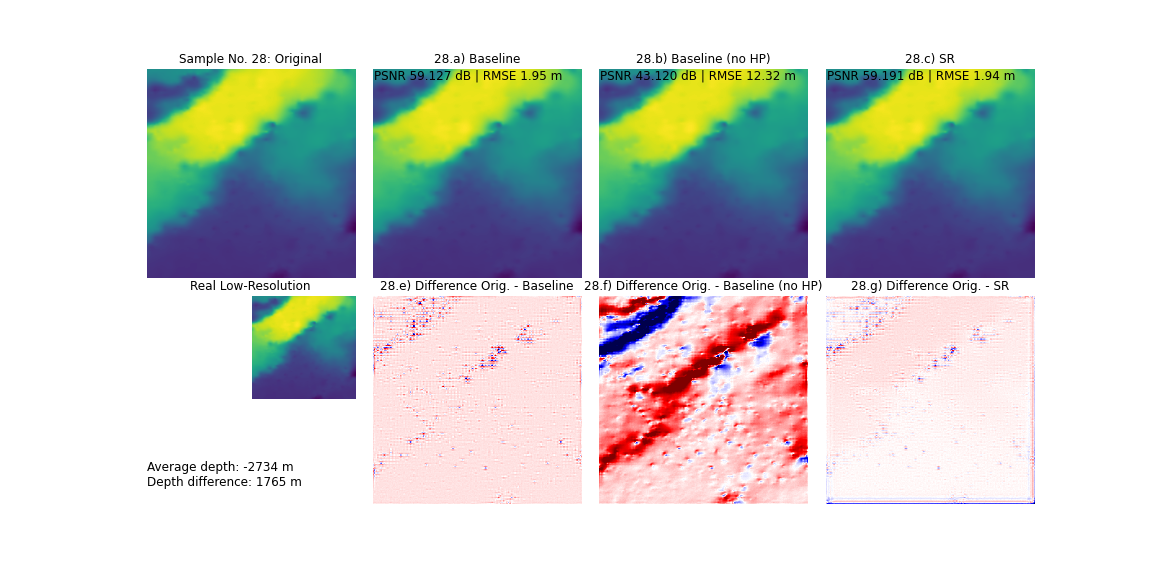 Sample No. 28: Original
28.a) Baseline
28.b) Baseline (no HP)
28.c) SR
PSNR 59.127 dB | RMSE 1.95 m
PSNR 43.120 dB | RMSE 12.32 m
PSNR 59.191 dB | RMSE 1.94 m
Real Low-Resolution
28.e) Difference Orig. - Baseline
28.f) Difference Orig. - Baseline (no HP)
28.g) Difference Orig. - SR
Average depth: -2734 m
Depth difference: 1765 m